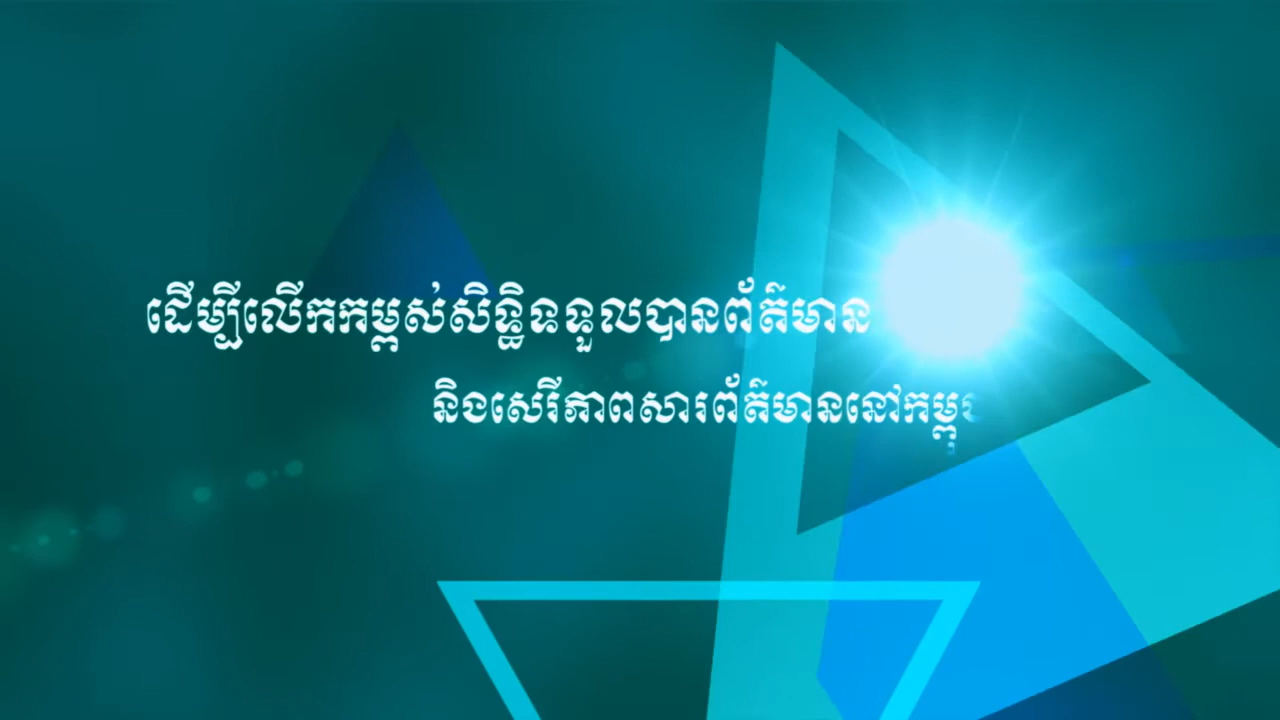 ដើម្បីលើកកម្ពស់សិទ្ធិទទួលបានព័ត៌មាន
និងសេរីភាពសារព័ត៌មាននៅ